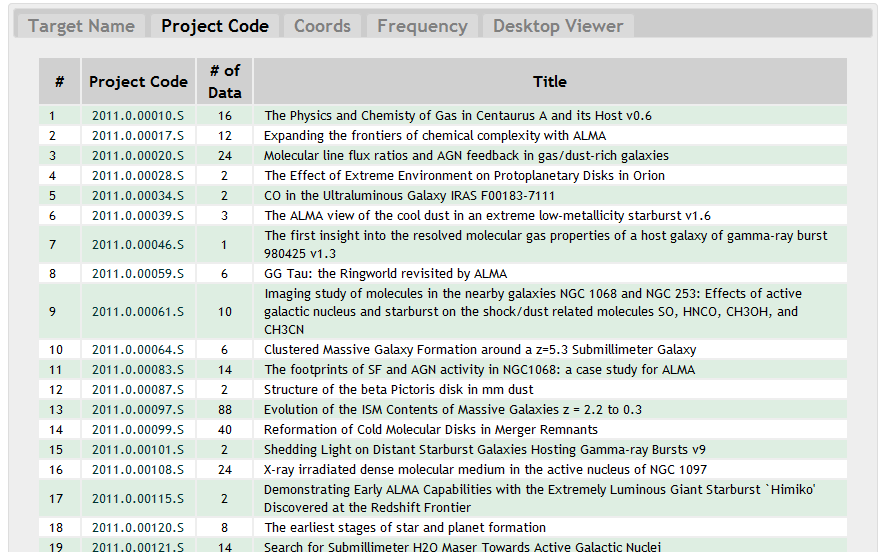 Target Name Project Code Coords Frequency Desktop Viewer
# Project Code # of Data Title
1 2011.0.00010.S 16 The Physics and Chemisty of Gas in Centaurus A and its Host v0.6
2 2011.0.00017.S 12 Expanding the frontiers of chemical complexity with ALMA
3 2011.0.00020.S 24 Molecular line flux ratios and AGN feedback in gas/dust-rich galaxies
4 2011.0.00028.S 2 The Effect of Extreme Environment on Protoplanetary Disks in Orion
5 2011.0.00034.S 2 CO in the Ultraluminous Galaxy IRAS F00183-7111
6 2011.0.00039.S 3 The ALMA view of the cool dust in an extreme low-metallicity starburst v1.6
7 2011.0.00046.S 1 The first insight into the resolved molecular gas properties of a host galaxy of gamma-ray burst
980425 v1.3
8 2011.0.00059.S 6 GG Tau: the Ringworld revisited by ALMA
9 2011.0.00061.S 10 Imaging study of molecules in the nearby galaxies NGC 1068 and NGC 253: Effects of active
galactic nucleus and starburst on the shock/dust related molecules SO, HNCO, CH3OH, and
CH3CN
10 2011.0.00064.S 6 Clustered Massive Galaxy Formation around a z=5.3 Submillimeter Galaxy
11 2011.0.00083.S 14 The footprints of SF and AGN activity in NGC1068: a case study for ALMA
12 2011.0.00087.S 2 Structure of the beta Pictoris disk in mm dust
13 2011.0.00097.S 88 Evolution of the ISM Contents of Massive Galaxies z = 2.2 to 0.3
14 2011.0.00099.S 40 Reformation of Cold Molecular Disks in Merger Remnants
15 2011.0.00101.S 2 Shedding Light on Distant Starburst Galaxies Hosting Gamma-ray Bursts v9
16 2011.0.00108.S 24 X-ray irradiated dense molecular medium in the active nucleus of NGC 1097
17 2011.0.00115.S 2 Demonstrating Early ALMA Capabilities with the Extremely Luminous Giant Starburst `Himiko'
Discovered at the Redshift Frontier
18 2011.0.00120.S 8 The earliest stages of star and planet formation
19 2011.0.00121.S 14 Search for Submillimeter H2O Maser Towards Active Galactic Nuclei